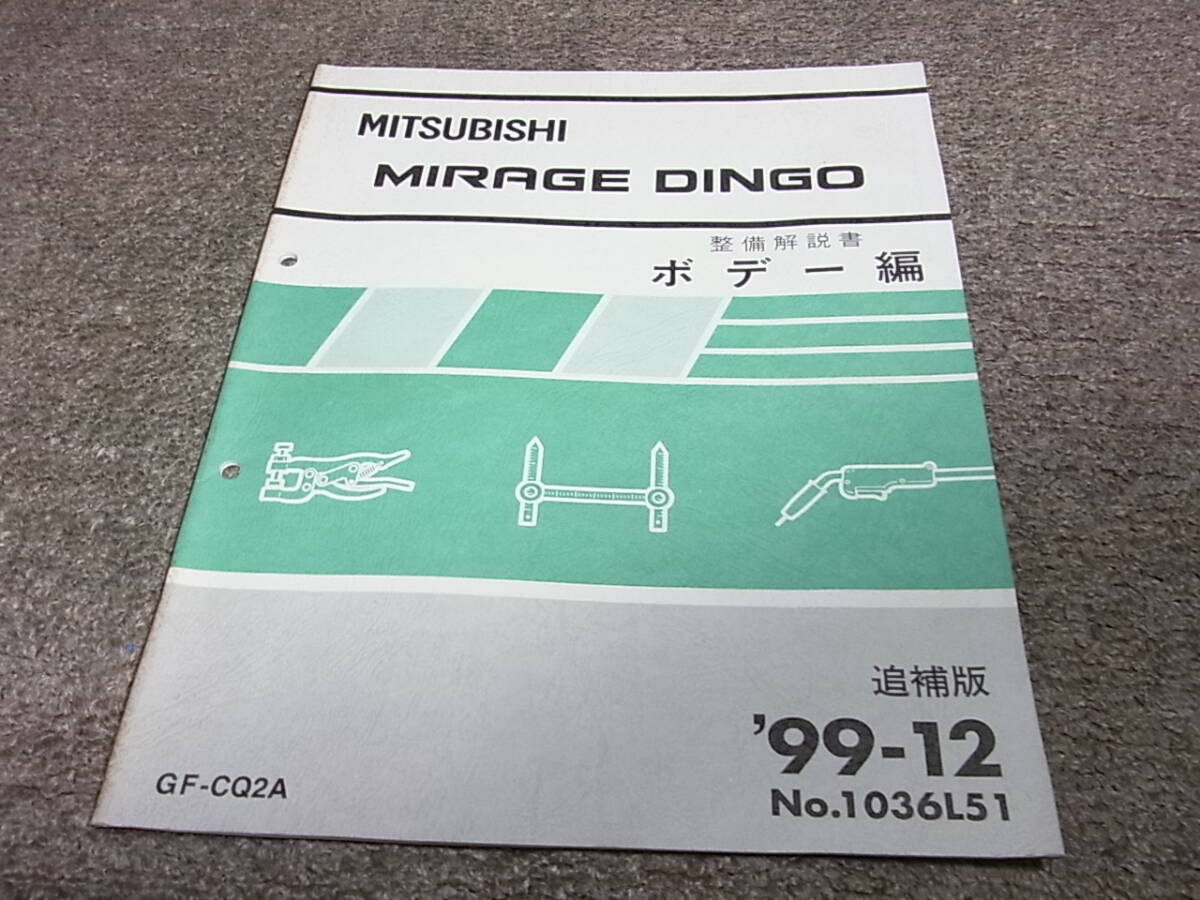 MITSUBISHI
MIRAGE DINGO
整備解説書
ボデー編
追補版
'99-12
GF-CQ2A
No.1036L51